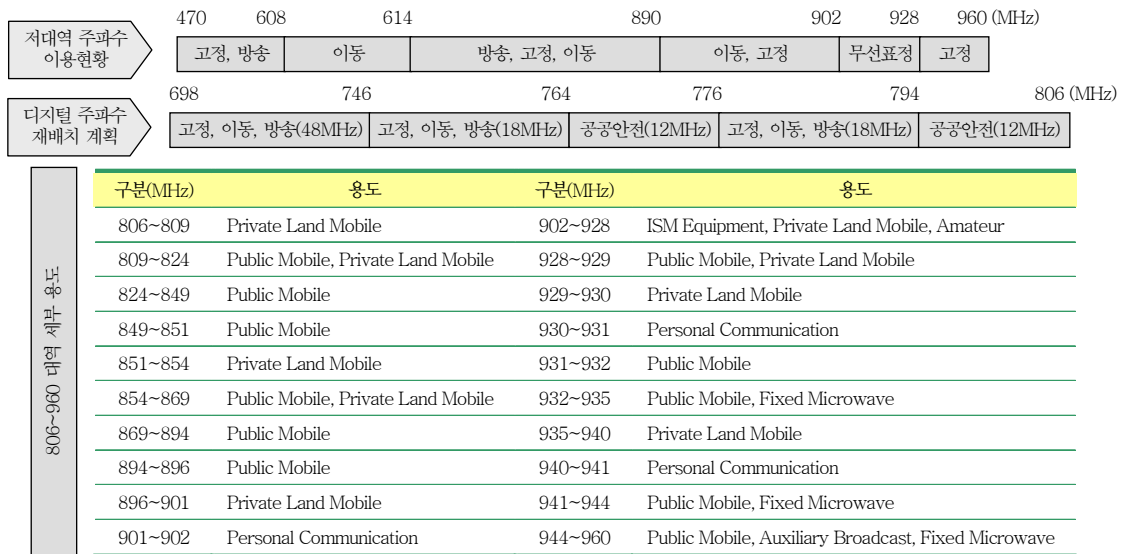 470 608 614 890 902 928 960 (MHz)
저대역 주파수
이용현황
고정, 방송 이동 방송, 고정, 이동 이동, 고정 무선표정 고정
698 746 764 776 794 806 (MHz)
디지털 주파수
재배치 계획
고정, 이동, 방송(48MHz) 고정, 이동, 방송(18MHz) 공공안전(12MHz) 고정, 이동, 방송(18MHz) 공공안전(12MHz)
806~960 대역 세부 용도
구분(MHz) 용도 구분(MHz) 용도
806~809 Private Land Mobile 902~928 ISM Equipment, Private Land Mobile, Amateur
809~824 Public Mobile, Private Land Mobile 928~929 Public Mobile, Private Land Mobile
824~849 Public Mobile 929~930 Private Land Mobile
849~851 Public Mobile 930~931 Personal Communication
851~854 Private Land Mobile 931~932 Public Mobile
854~869 Public Mobile, Private Land Mobile 932~935 Public Mobile, Fixed Microwave
869~894 Public Mobile 935~940 Private Land Mobile
894~896 Public Mobile 940~941 Personal Communication
896~901 Private Land Mobile 941~944 Public Mobile, Fixed Microwave
901~902 Personal Communication 944~960 Public Mobile, Auxiliary Broadcast, Fixed Microwave